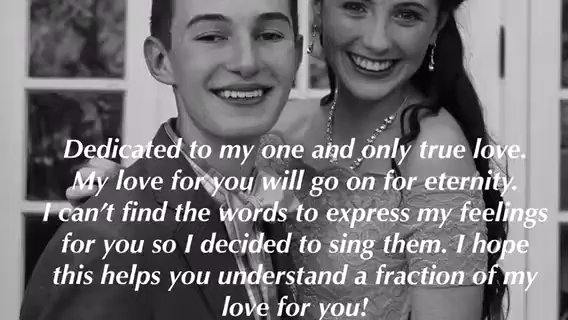 Dedicated to my one and only true love.
My love for you will go on for eternity.
I can't find the words to express my feelings
for you so I decided to sing them. I hope
this helps you understand a fraction of my
love for you!